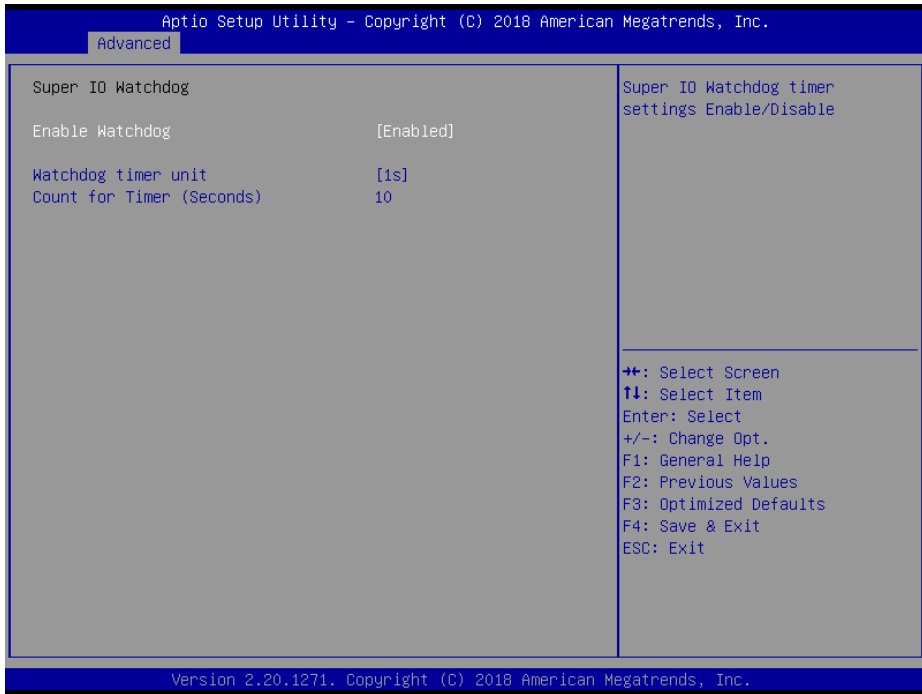 Aptio Setup Utility – Copyright (C) 2018 American Megatrends, Inc.
Advanced
Super IO Watchdog
Enable Watchdog [Enabled]
Watchdog timer unit [1s]
Count for Timer (Seconds) 10
Super IO Watchdog timer
settings Enable/Disable
→←: Select Screen
↑↓: Select Item
Enter: Select
+/-: Change Opt.
F1: General Help
F2: Previous Values
F3: Optimized Defaults
F4: Save & Exit
ESC: Exit
Version 2.20.1271. Copyright (C) 2018 American Megatrends, Inc.